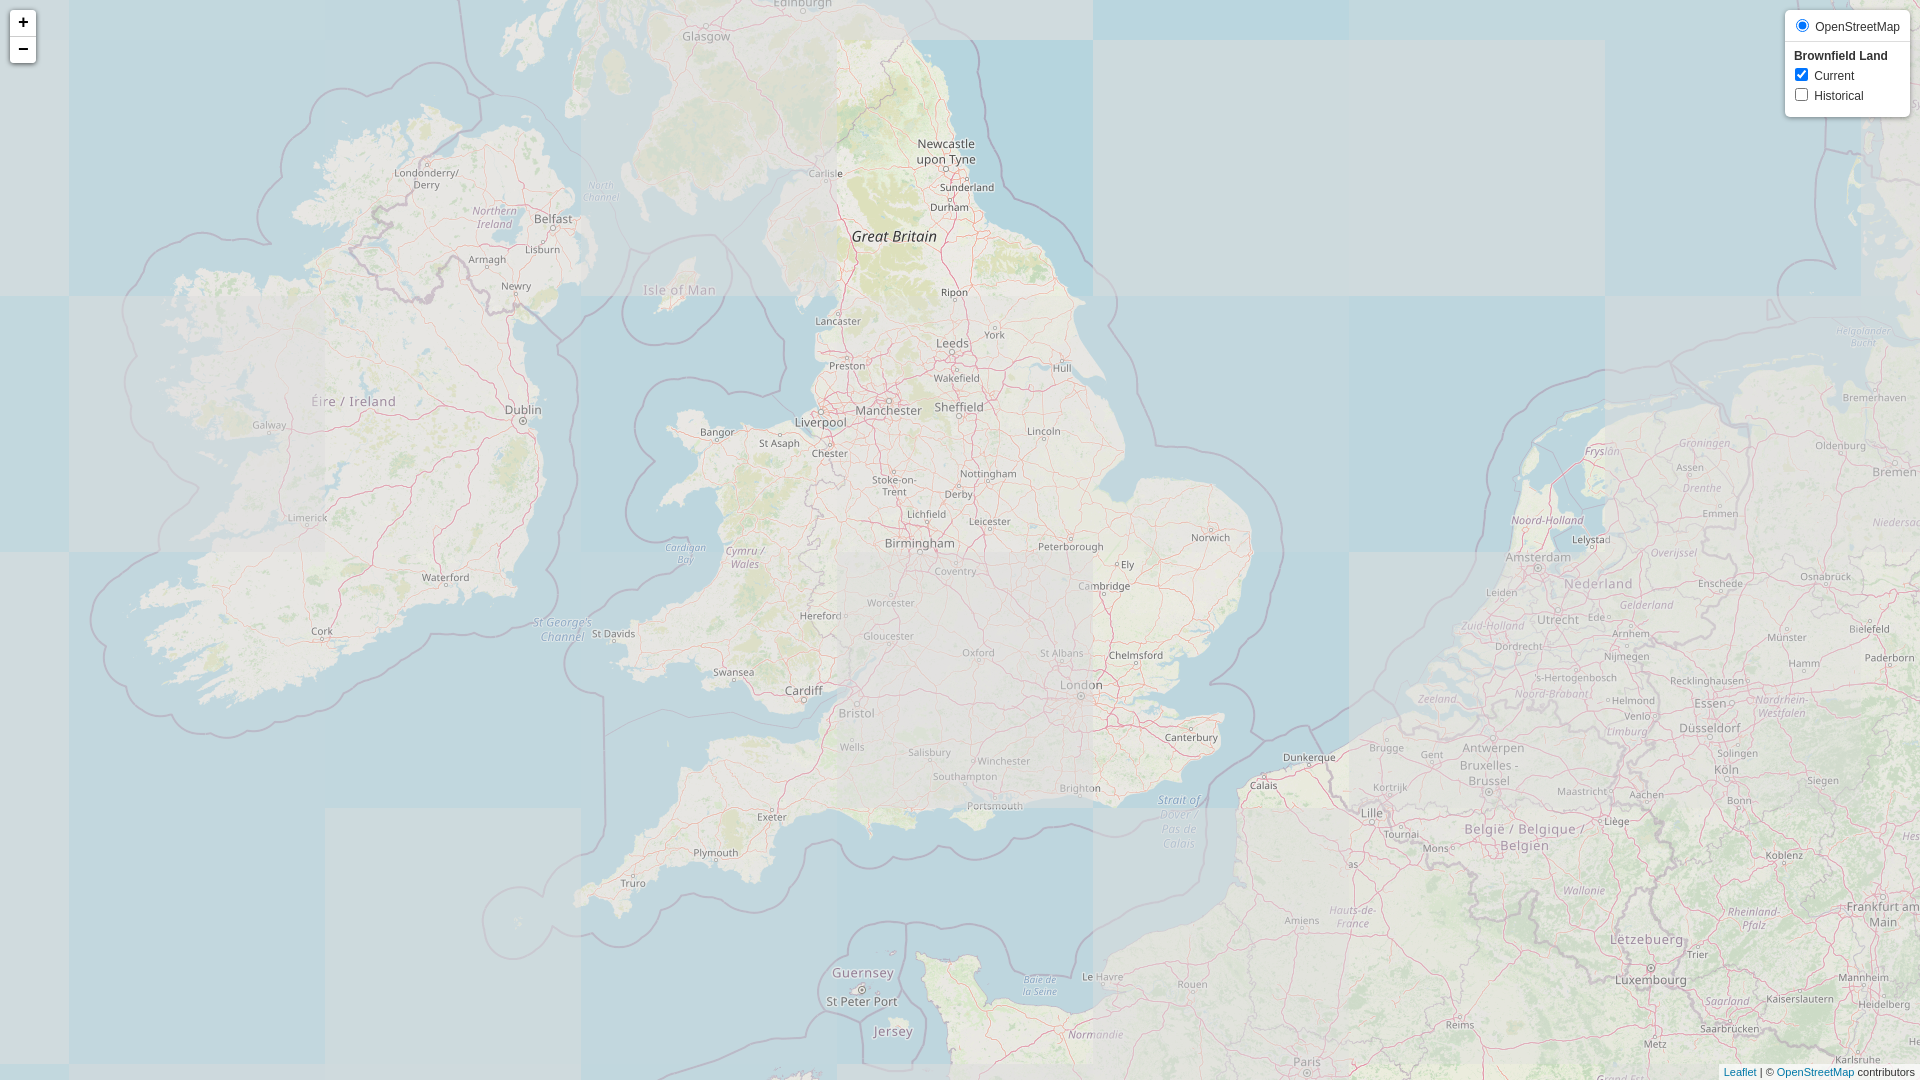 +
−
OpenStreetMap
Brownfield Land
Current
Historical
Edinburgh
Glasgow
Newcastle
upon Tyne
Londonderry/
Derry
Carlisle
North
Channel
Sunderland
Durham
Northern
Ireland
Belfast
Great Britain
Lisburn
Armagh
Newry
Isle of Man
Ripon
Lancaster
York
Leeds
Helgoländer
Bucht
Preston
Hull
Wakefield
Éire / Ireland
Dublin
Manchester
Sheffield
Bremerhaven
Galway
Liverpool
Bangor
Lincoln
St Asaph
Chester
Groningen
Oldenburg
Fryslân
Assen
Bremen
Nottingham
Stoke-on-
Trent
Derby
Drenthe
Limerick
Lichfield
Leicester
Noord-Holland
Emmen
Birmingham
Norwich
Lelystad
Peterborough
Cardigan
Bay
Cymru /
Wales
Amsterdam
Overijssel
Ely
Coventry
Waterford
Cambridge
Nederland
Enschede
Osnabrück
Leiden
Worcester
Gelderland
Hereford
Utrecht
Ede
St George's
Channel
Cork
St Davids
Zuid-Holland
Arnhem
Münster
Bielefeld
Gloucester
Dordrecht
Oxford
St Albans
Chelmsford
Nijmegen
Hamm
Paderborn
Swansea
's-Hertogenbosch
Recklinghausen
London
Cardiff
Zeeland
Noord-Brabant
Helmond
Essen
Nordrhein-
Westfalen
Bristol
Venlo
Düsseldorf
Limburg
Canterbury
Wells
Salisbury
Dunkerque
Brugge
Gent
Antwerpen
Solingen
Winchester
Bruxelles -
Brussel
Köln
Southampton
Calais
Brighton
Kortrijk
Maastricht
Aachen
Siegen
Strait of
Dover /
Pas de
Calais
Portsmouth
Bonn
Exeter
Lille
Liège
Tournai
België / Belgique /
Belgien
Mons
Plymouth
Koblenz
as
Truro
Wallonie
Hauts-de-
France
Amiens
Rheinland-
Pfalz
Frankfurt am
Main
Lëtzebuerg
Trier
Guernsey
Le Havre
Baie de
la Seine
Rouen
Luxembourg
Mannheim
St Peter Port
Saarland
Kaiserslautern
Heidelberg
Jersey
Normandie
Reims
Saarbrücken
Metz
Paris
Karlsruhe
Leaflet | © OpenStreetMap contributors